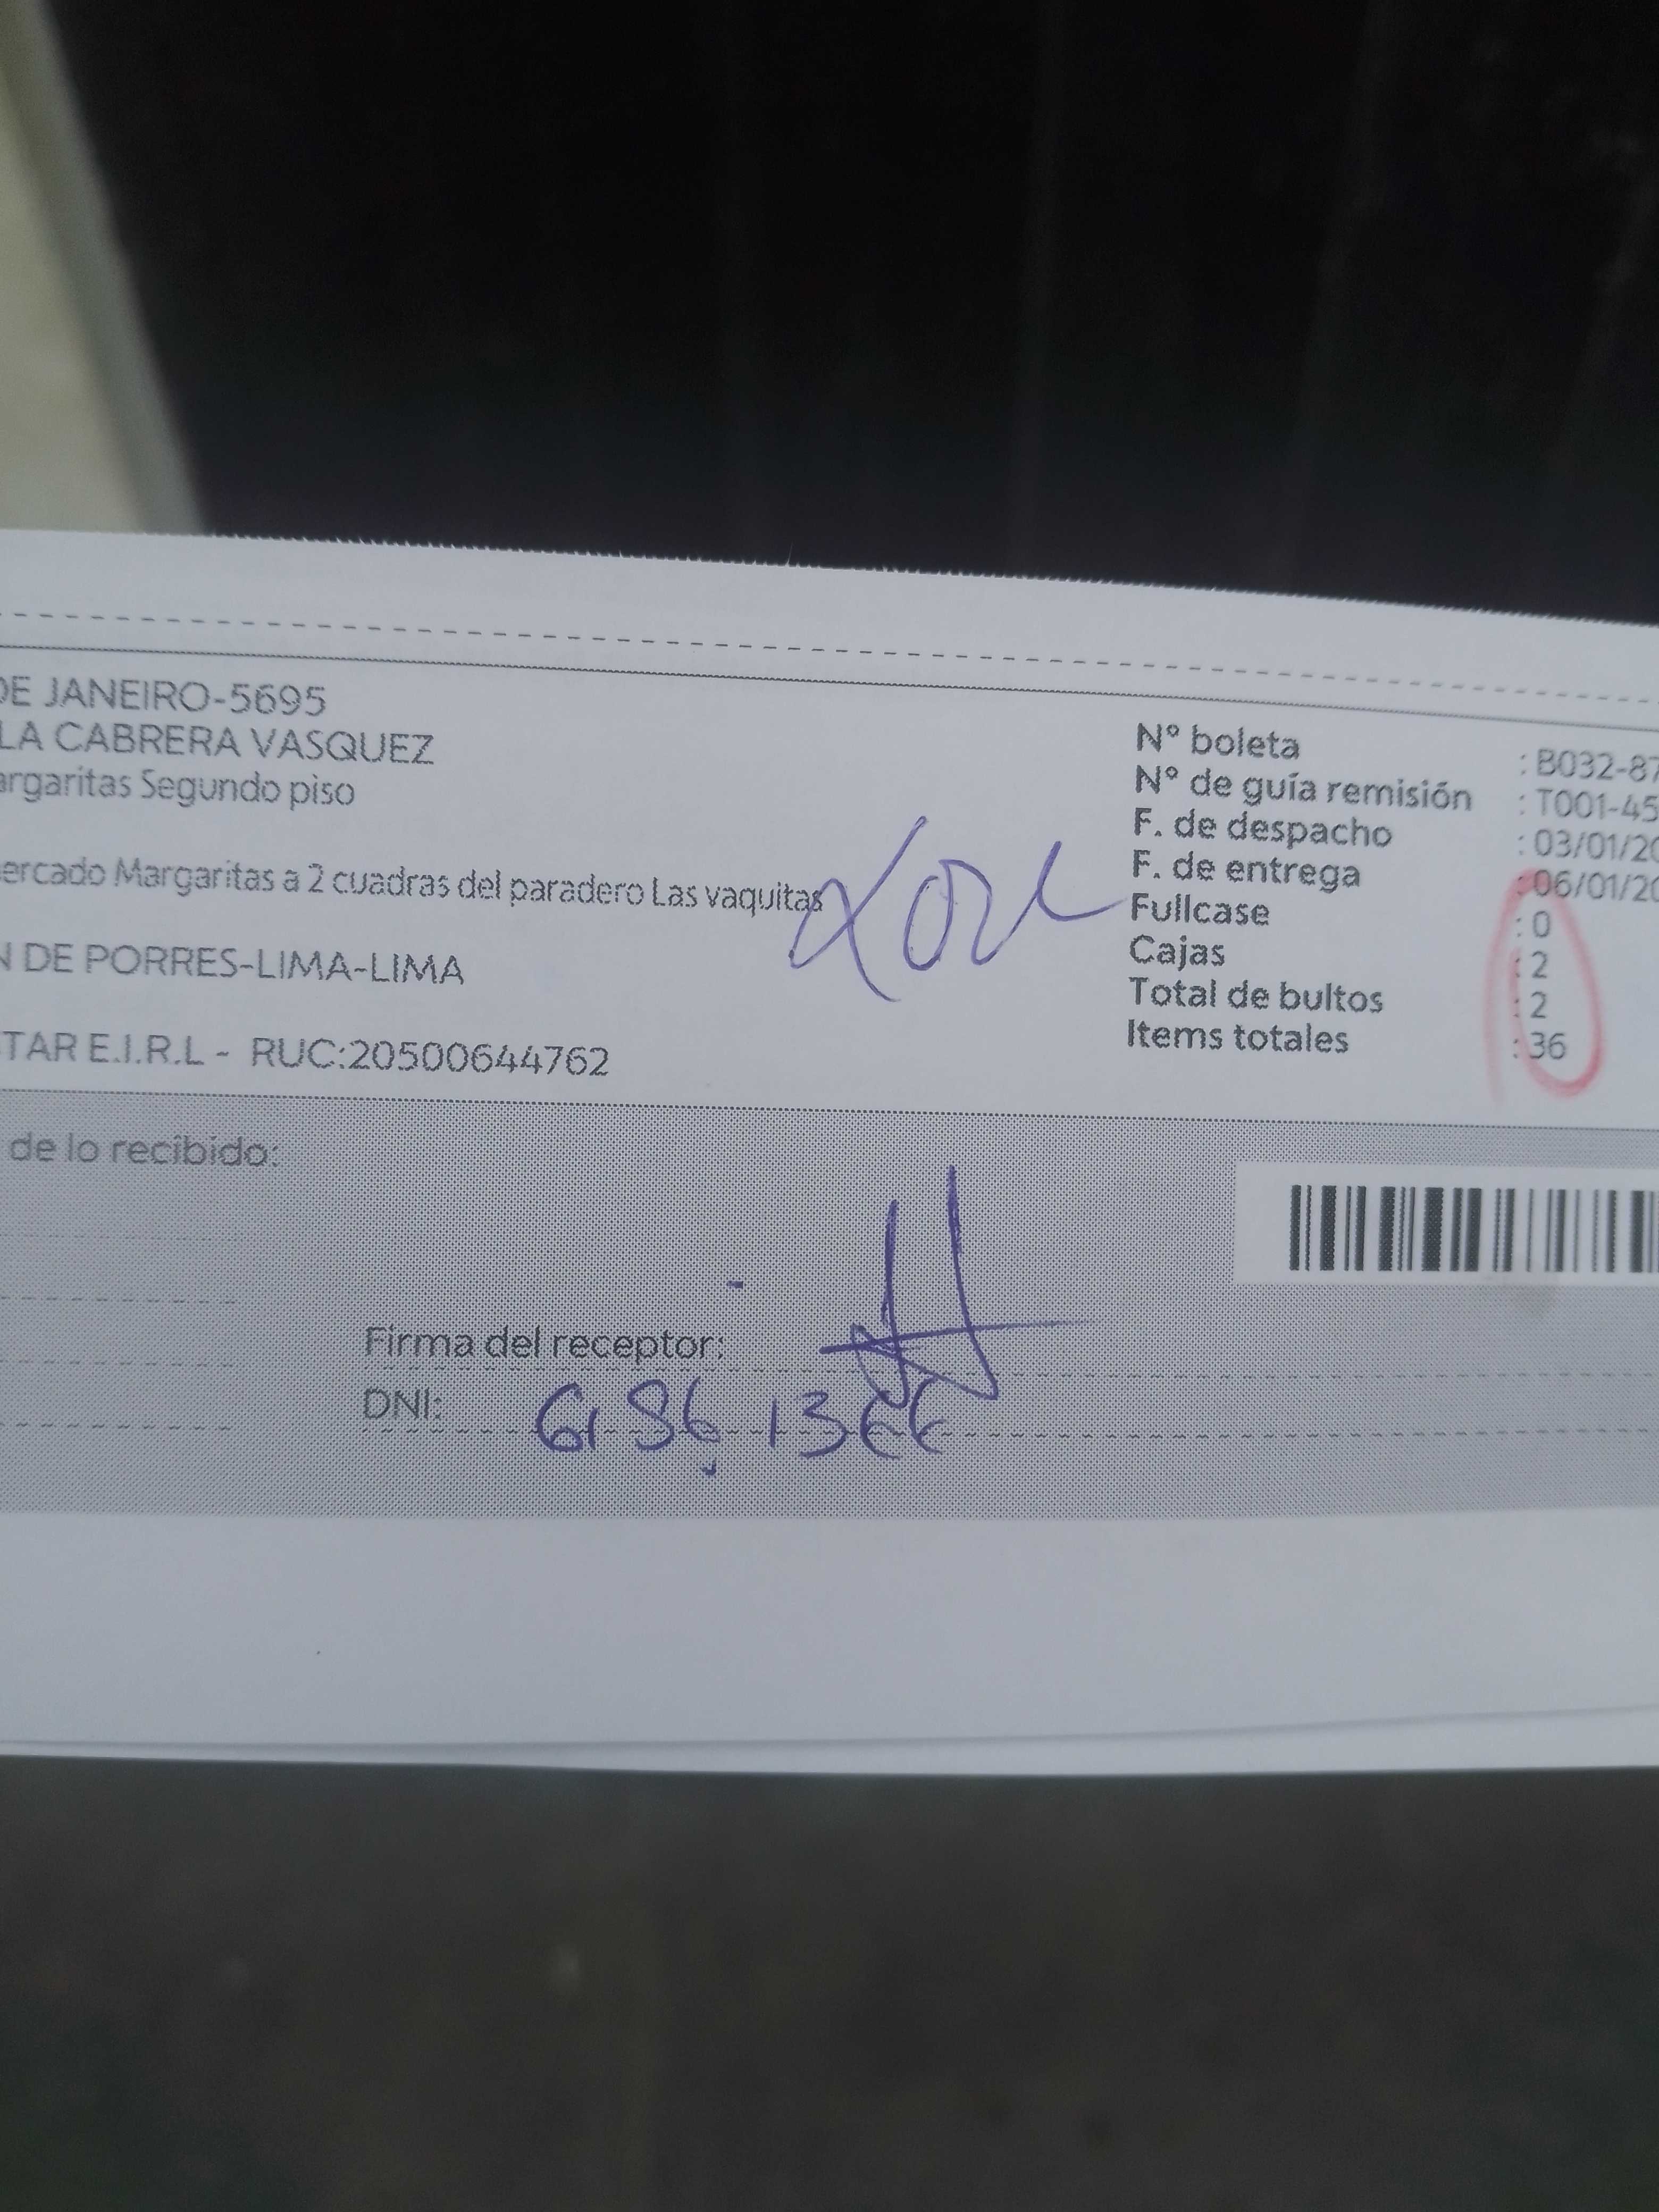 DE JANEIRO-5695
LA CABRERA VASQUEZ
argaritas Segundo piso
ercado Margaritas a 2 cuadras del paradero Las vaquitas
N DE PORRES-LIMA-LIMA
TAR E.I.R.L - RUC:20500644762
N° boleta : B032-87
N° de guía remisión : T001-45
F. de despacho : 03/01/20
F. de entrega : 06/01/20
Fullcase : 0
Cajas : 2
Total de bultos : 2
Items totales : 36
de lo recibido:
Firma del receptor:
DNI: